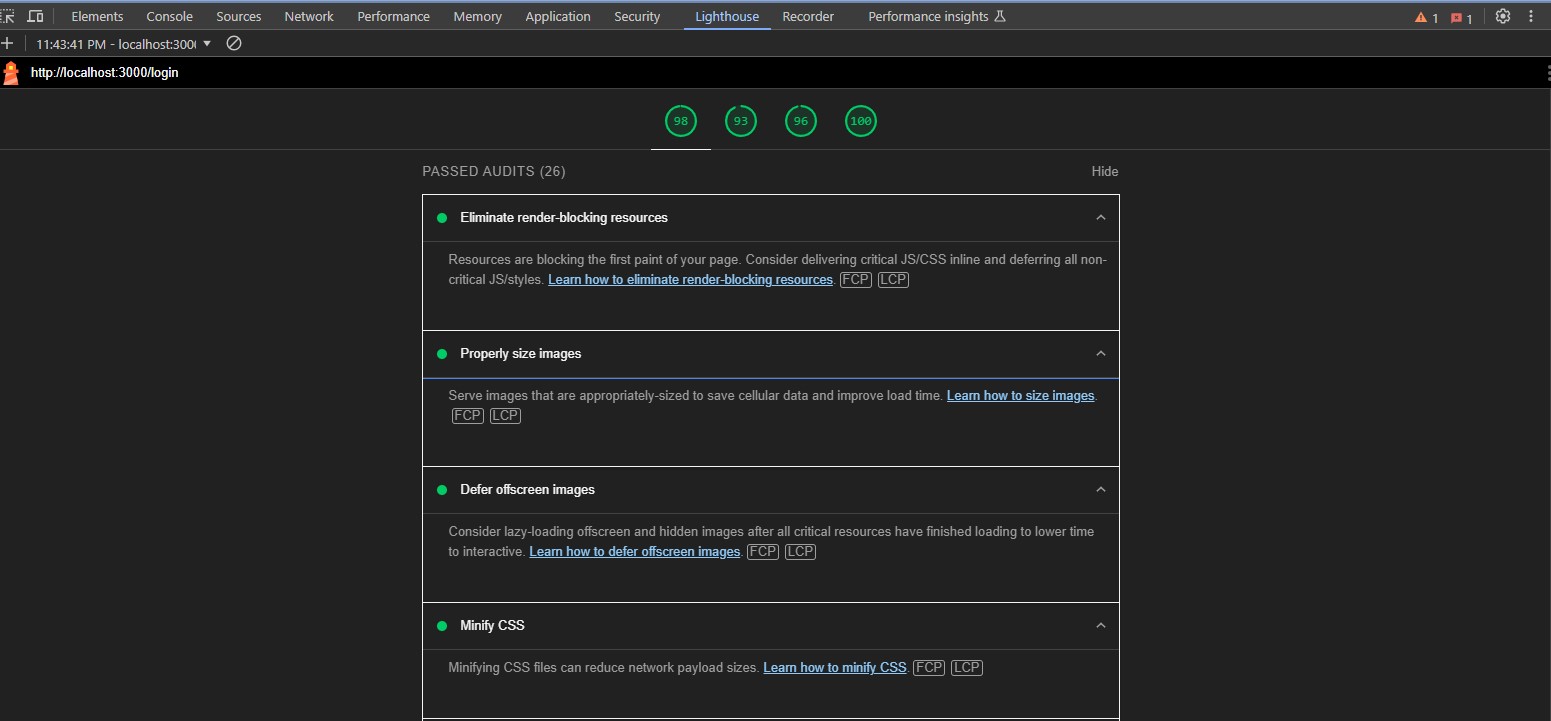 Elements Console Sources Network Performance Memory Application Security Lighthouse Recorder Performance insights 1 1
11:43:41 PM - localhost:300
http://localhost:3000/login
98 93 96 100
PASSED AUDITS (26) Hide
Eliminate render-blocking resources
Resources are blocking the first paint of your page. Consider delivering critical JS/CSS inline and deferring all non-
critical JS/styles. Learn how to eliminate render-blocking resources. FCP LCP
Properly size images
Serve images that are appropriately-sized to save cellular data and improve load time. Learn how to size images.
FCP LCP
Defer offscreen images
Consider lazy-loading offscreen and hidden images after all critical resources have finished loading to lower time
to interactive. Learn how to defer offscreen images. FCP LCP
Minify CSS
Minifying CSS files can reduce network payload sizes. Learn how to minify CSS. FCP LCP